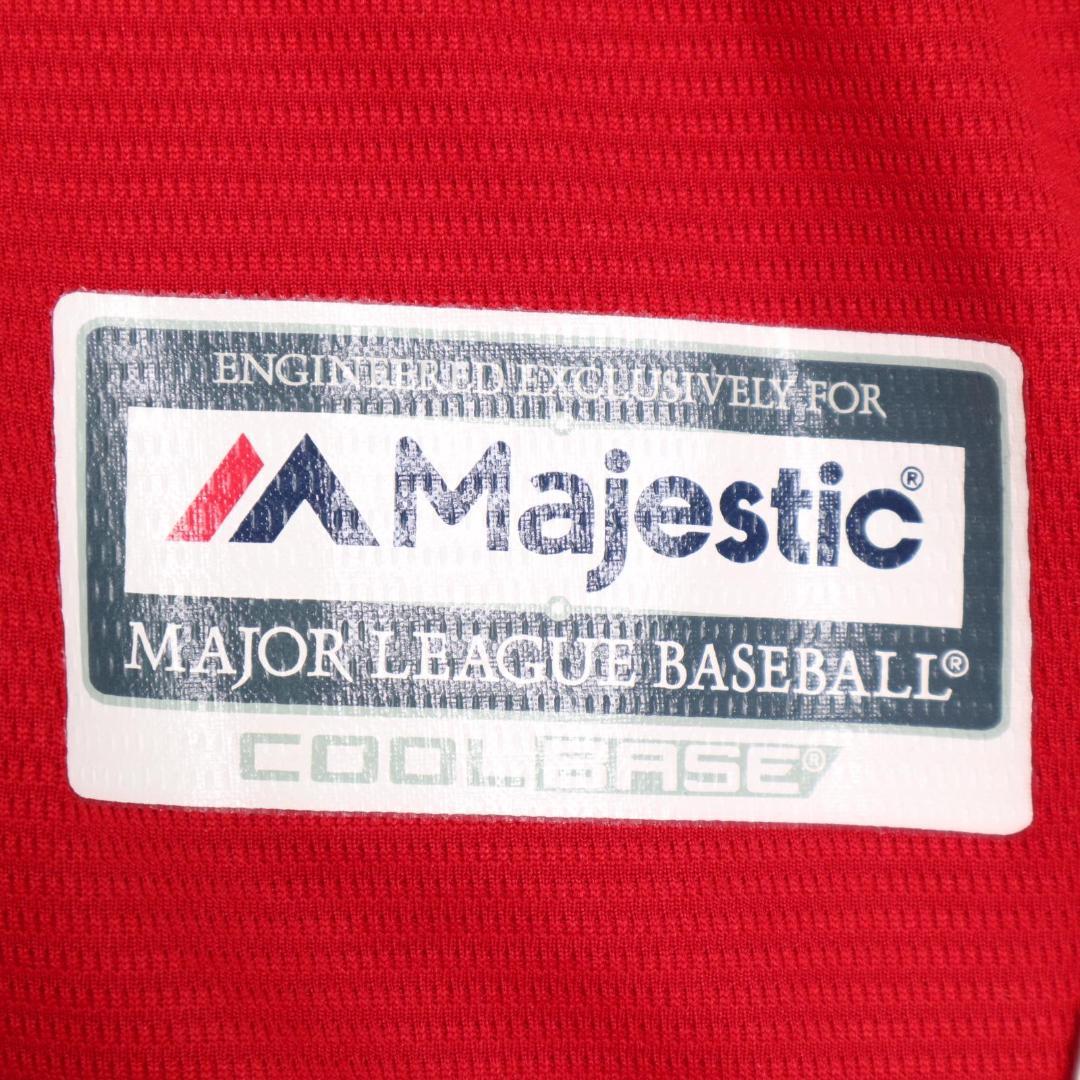 ENGINEERED EXCLUSIVELY FOR
Majestic®
MAJOR LEAGUE BASEBALL®
COOLBASE®